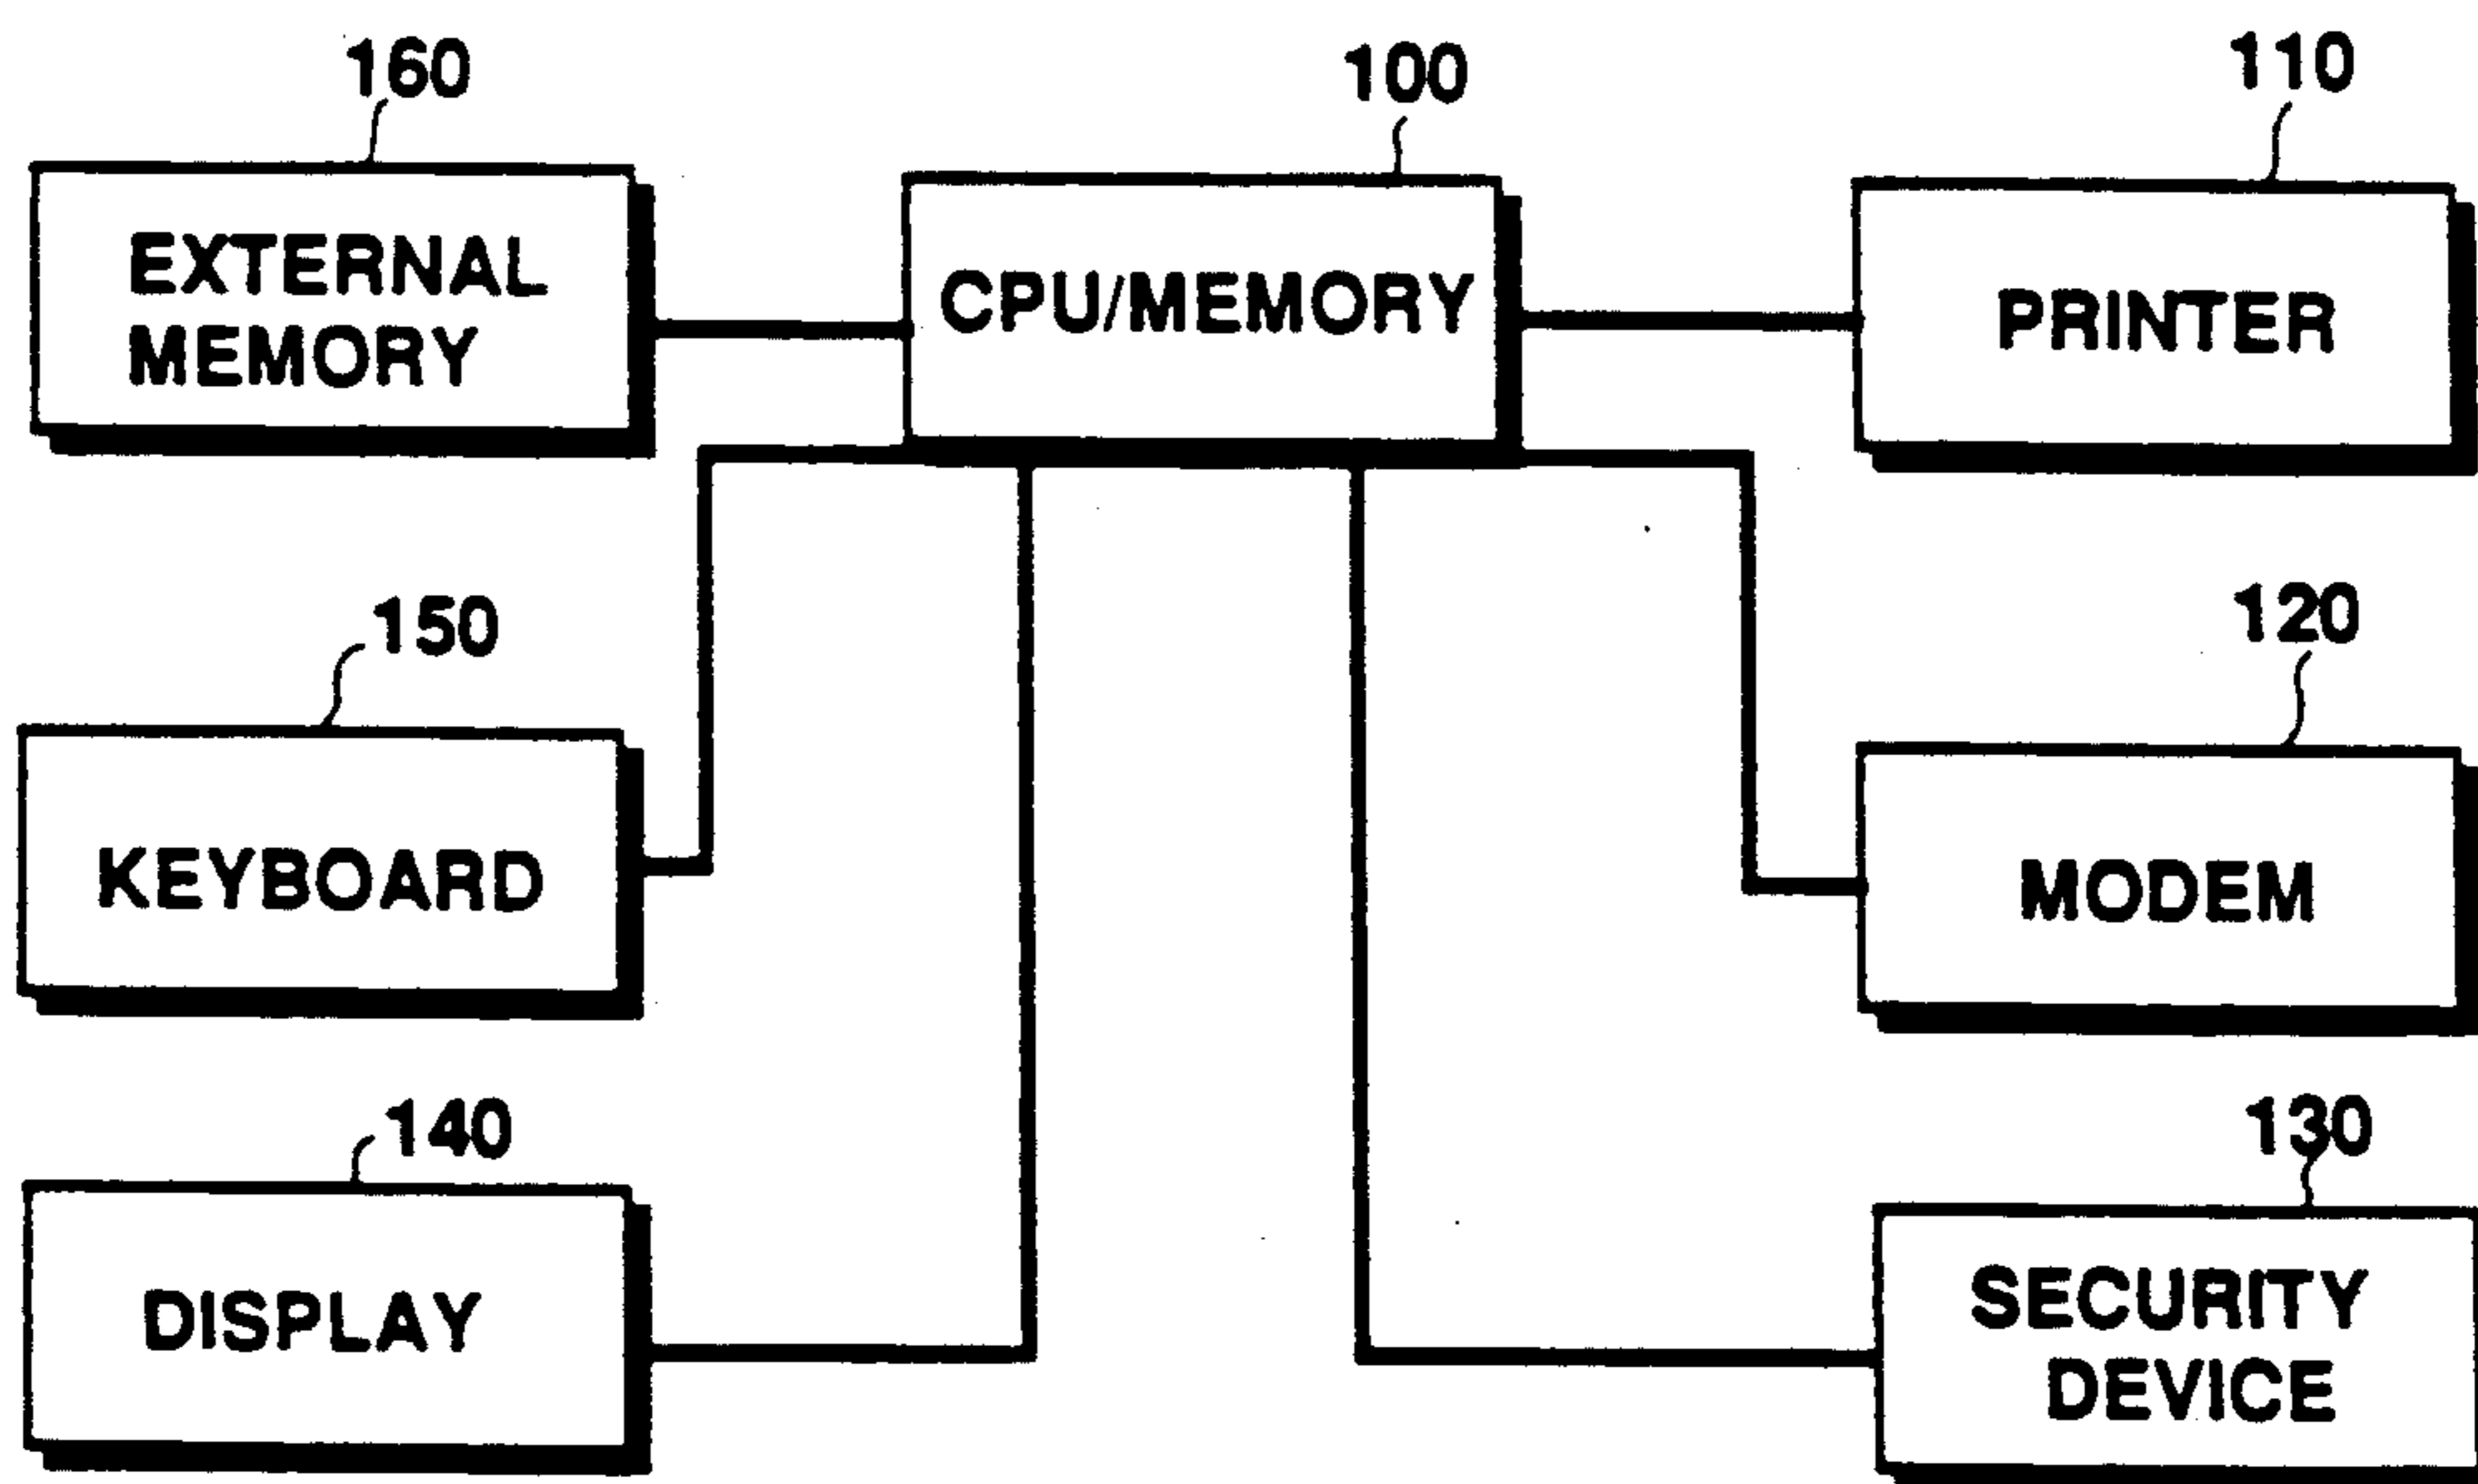 160
100
110
EXTERNAL
MEMORY
CPU/MEMORY
PRINTER
150
120
KEYBOARD
MODEM
140
130
DISPLAY
SECURITY
DEVICE